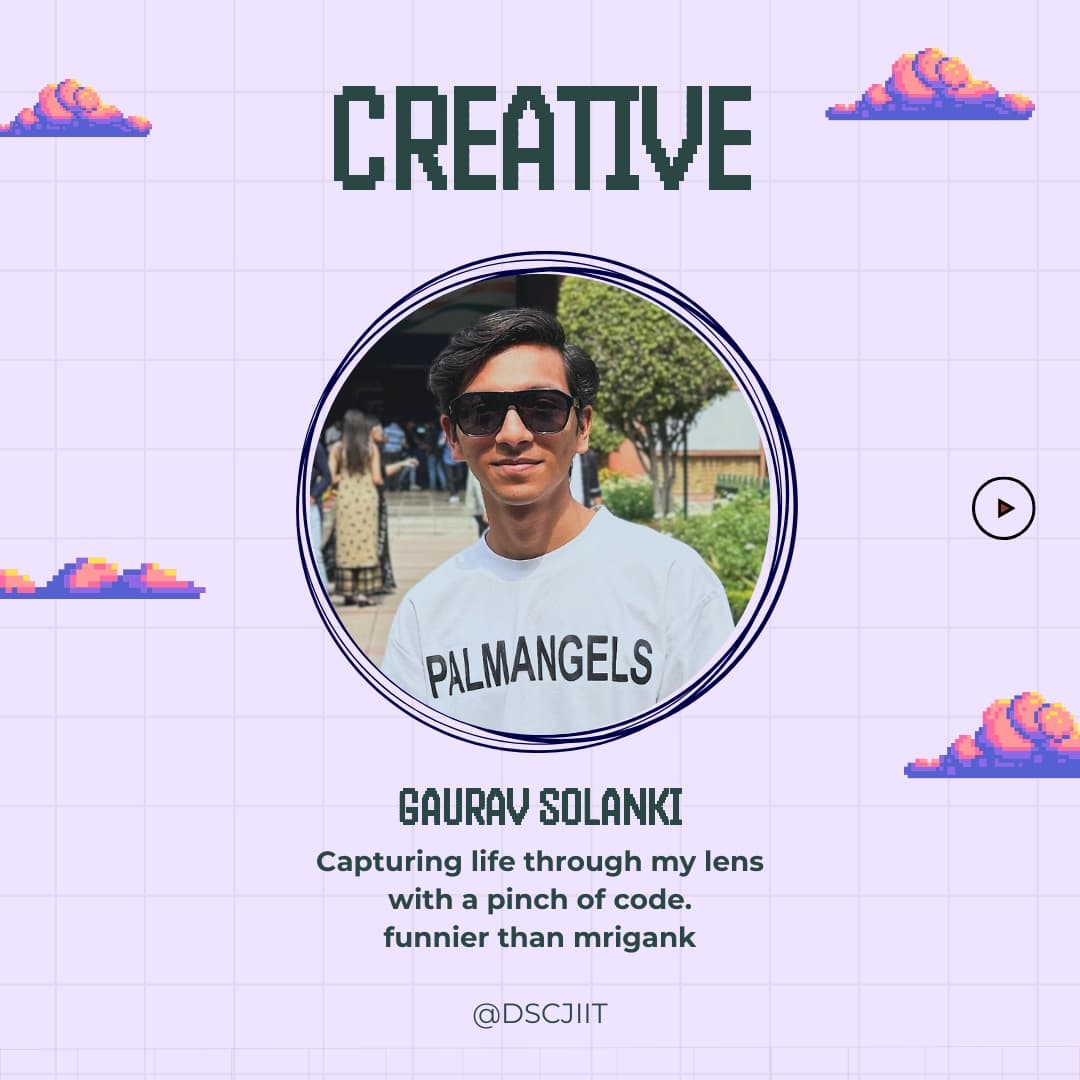 CREATIVE
PALMANGELS
GAURAV SOLANKI
Capturing life through my lens
with a pinch of code.
funnier than mrigank
@DSCJIIT